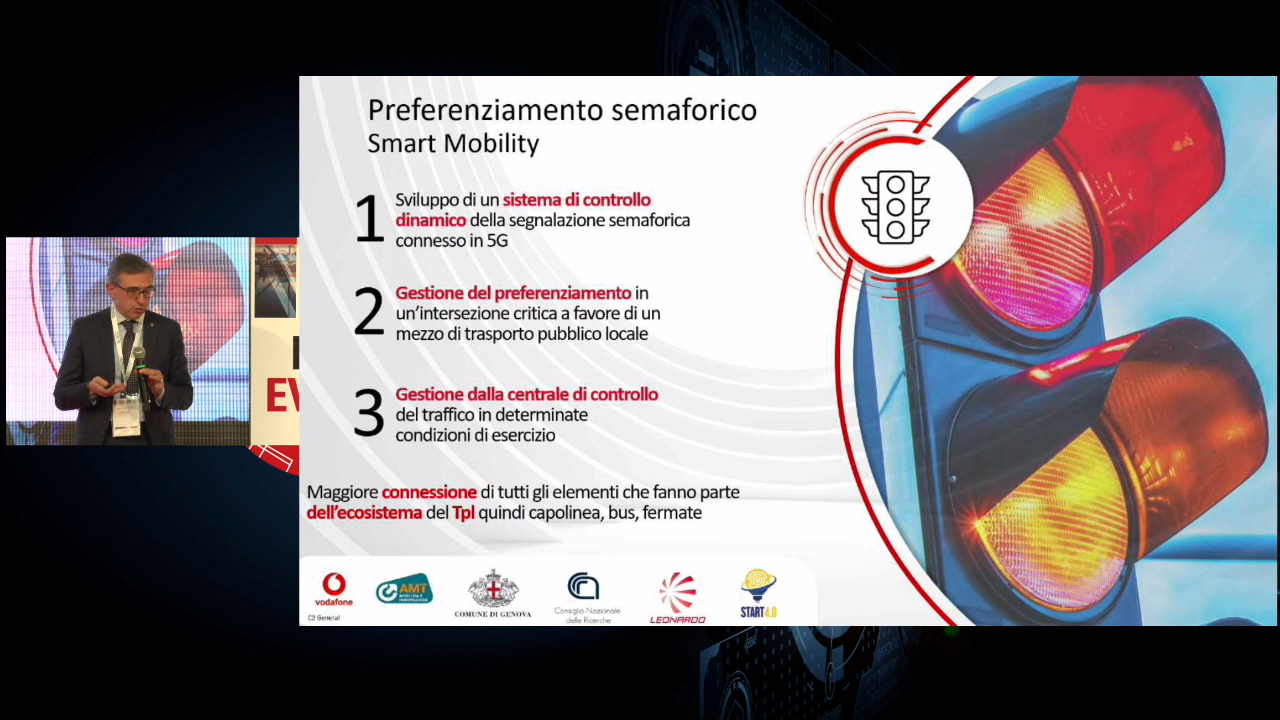 Preferenziamento semaforico
Smart Mobility
1
Sviluppo di un sistema di controllo
dinamico della segnalazione semaforica
connesso in 5G
2
Gestione del preferenziamento in
un'intersezione critica a favore di un
mezzo di trasporto pubblico locale
3
Gestione dalla centrale di controllo
del traffico in determinate
condizioni di esercizio
Maggiore connessione di tutti gli elementi che fanno parte
dell'ecosistema del Tpl quindi capolinea, bus, fermate
vodafone
AMT
COMUNE DI GENOVA
Consiglio Nazionale
delle Ricerche
LEONARDO
START4.0
C2 General